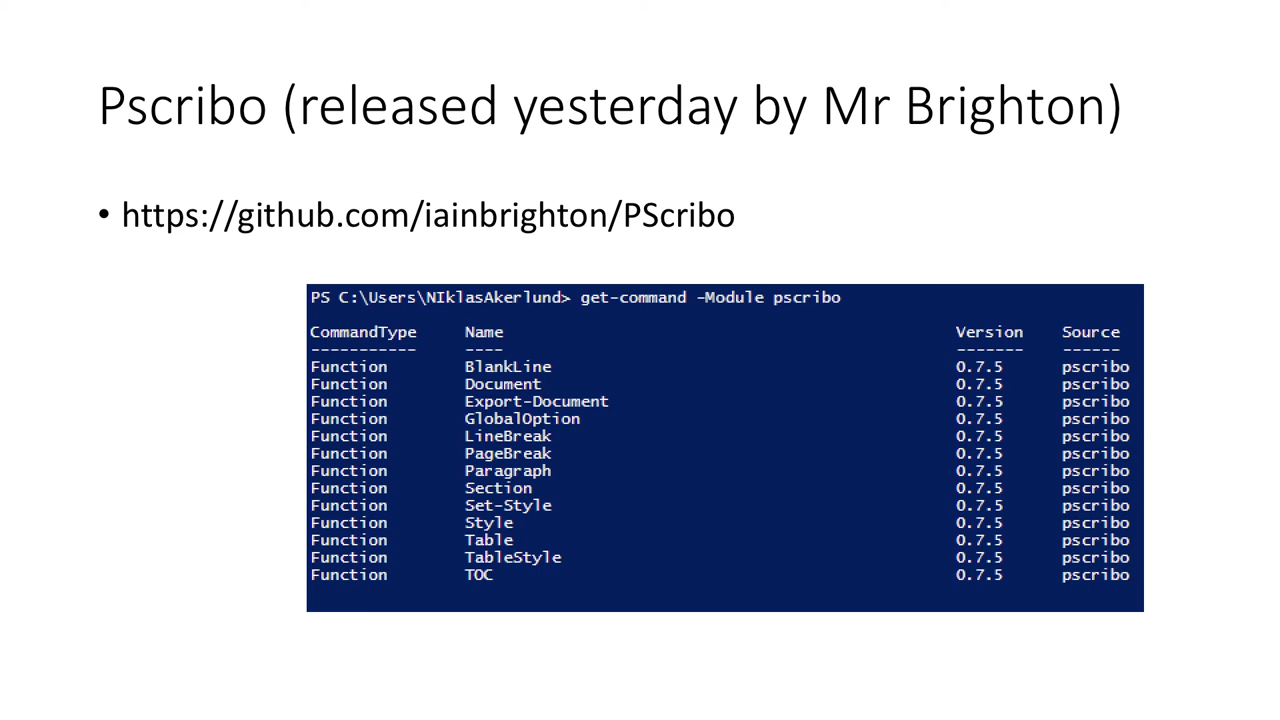 Pscribo (released yesterday by Mr Brighton)
• https://github.com/iainbrighton/PScribo
PS C:\Users\NIklasAkerlund> get-command -Module pscribo
CommandType Name Version Source
----------- ---- ------- ------
Function BlankLine 0.7.5 pscribo
Function Document 0.7.5 pscribo
Function Export-Document 0.7.5 pscribo
Function GlobalOption 0.7.5 pscribo
Function LineBreak 0.7.5 pscribo
Function PageBreak 0.7.5 pscribo
Function Paragraph 0.7.5 pscribo
Function Section 0.7.5 pscribo
Function Set-Style 0.7.5 pscribo
Function Style 0.7.5 pscribo
Function Table 0.7.5 pscribo
Function TableStyle 0.7.5 pscribo
Function TOC 0.7.5 pscribo